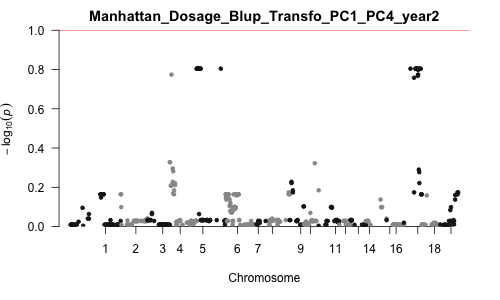 Manhattan_Dosage_Blup_Transfo_PC1_PC4_year2
1.0
0.8
0.6
0.4
0.2
0.0
− log10(p)
1 2 3 4 5 6 7 9 11 14 16 18
Chromosome